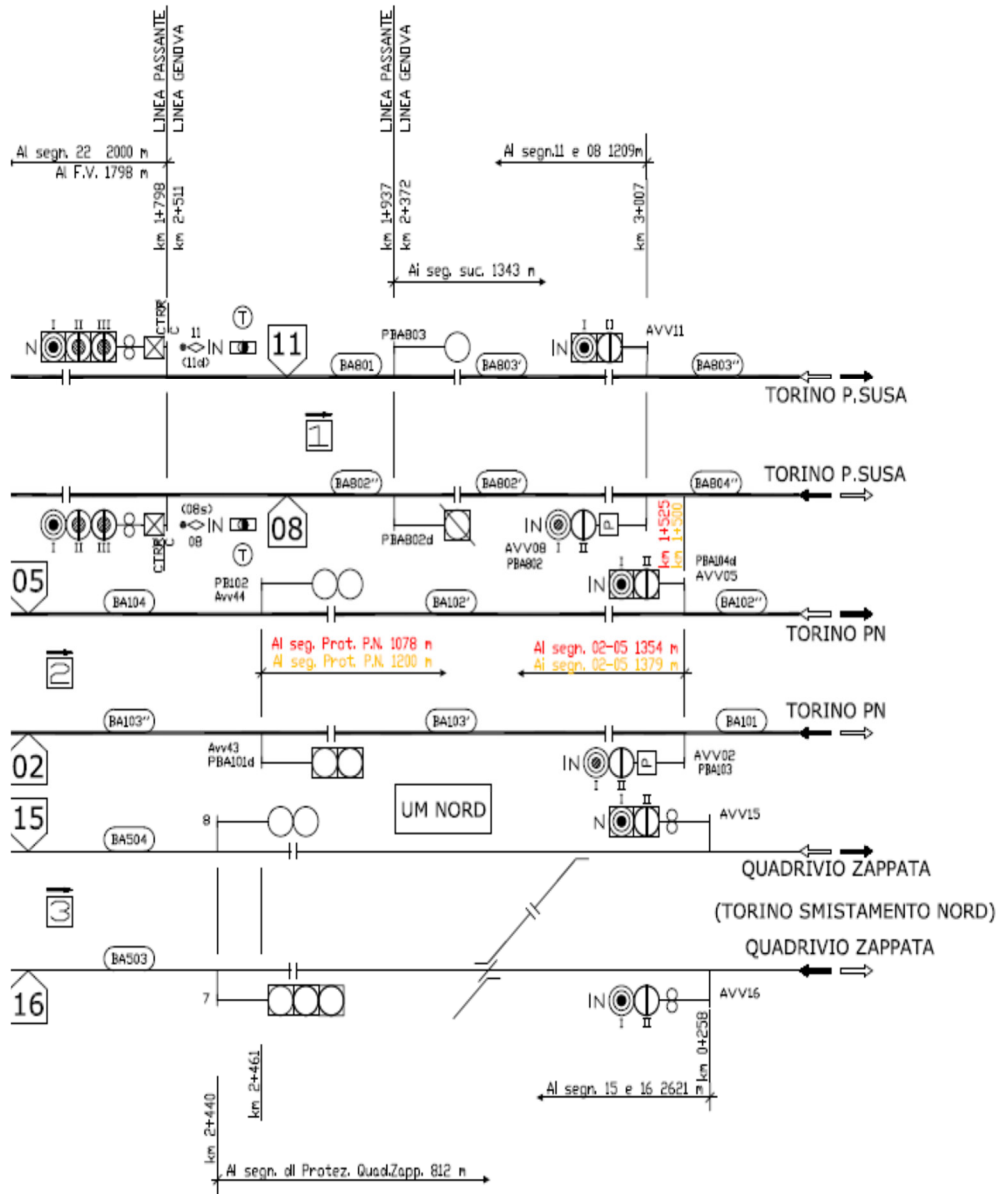 LINEA PASSANTE
LINEA GENOVA
LINEA PASSANTE
LINEA GENOVA
Al segn. 22 2000 m
Al F.V. 1798 m
Al segn.11 e 08 1209m
km 1+798
km 2+511
km 1+937
km 2+372
km 3+007
Ai seg. suc. 1343 m
I II III
N
C
11
(11d)
IN
T
11
PBA803
I
IN
AVV11
BA801
BA803'
BA803''
TORINO P.SUSA
1
TORINO P.SUSA
BA802''
BA802'
BA804''
I II III
C
(08s)
08
IN
T
08
PBA802d
AVV08
PBA802
IN
I II
P
km 1+525
km 1+500
05
PB102
Avv44
IN
I II
PBA104d
AVV05
BA104
BA102'
BA102''
TORINO PN
Al seg. Prot. P.N. 1078 m
Al seg. Prot. P.N. 1200 m
Al segn. 02-05 1354 m
Ai segn. 02-05 1379 m
2
TORINO PN
BA103''
BA103'
BA101
02
Avv43
PBA101d
IN
I II
P
AVV02
PBA103
15
8
UM NORD
N
I II
AVV15
BA504
QUADRIVIO ZAPPATA
3
(TORINO SMISTAMENTO NORD)
QUADRIVIO ZAPPATA
BA503
16
7
IN
I II
AVV16
km 2+440
km 2+461
km 0+258
Al segn. 15 e 16 2621 m
Al segn. di Protez. Quad.Zapp. 812 m